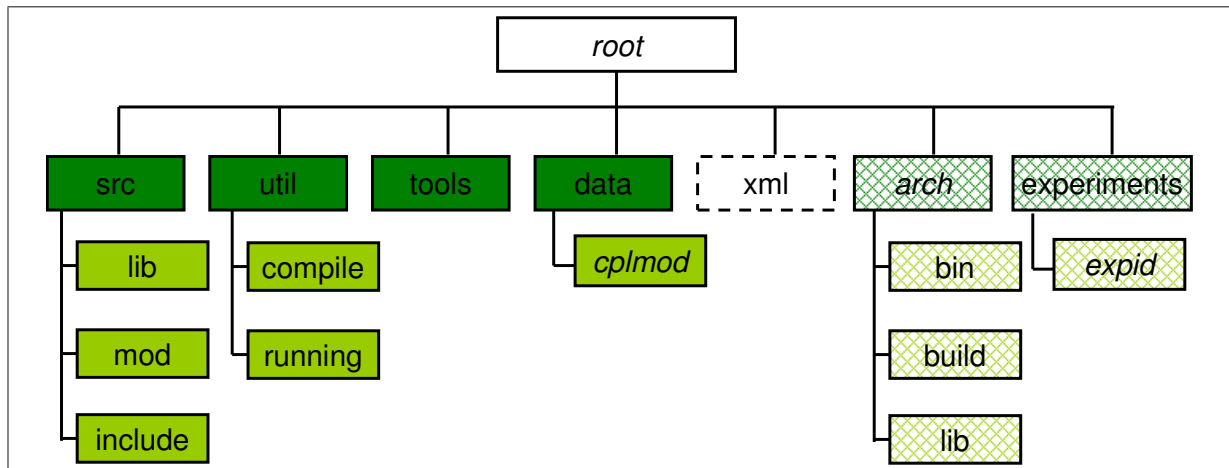 root
src
util
tools
data
xml
arch
experiments
lib
compile
cplmod
bin
expid
mod
running
build
include
lib